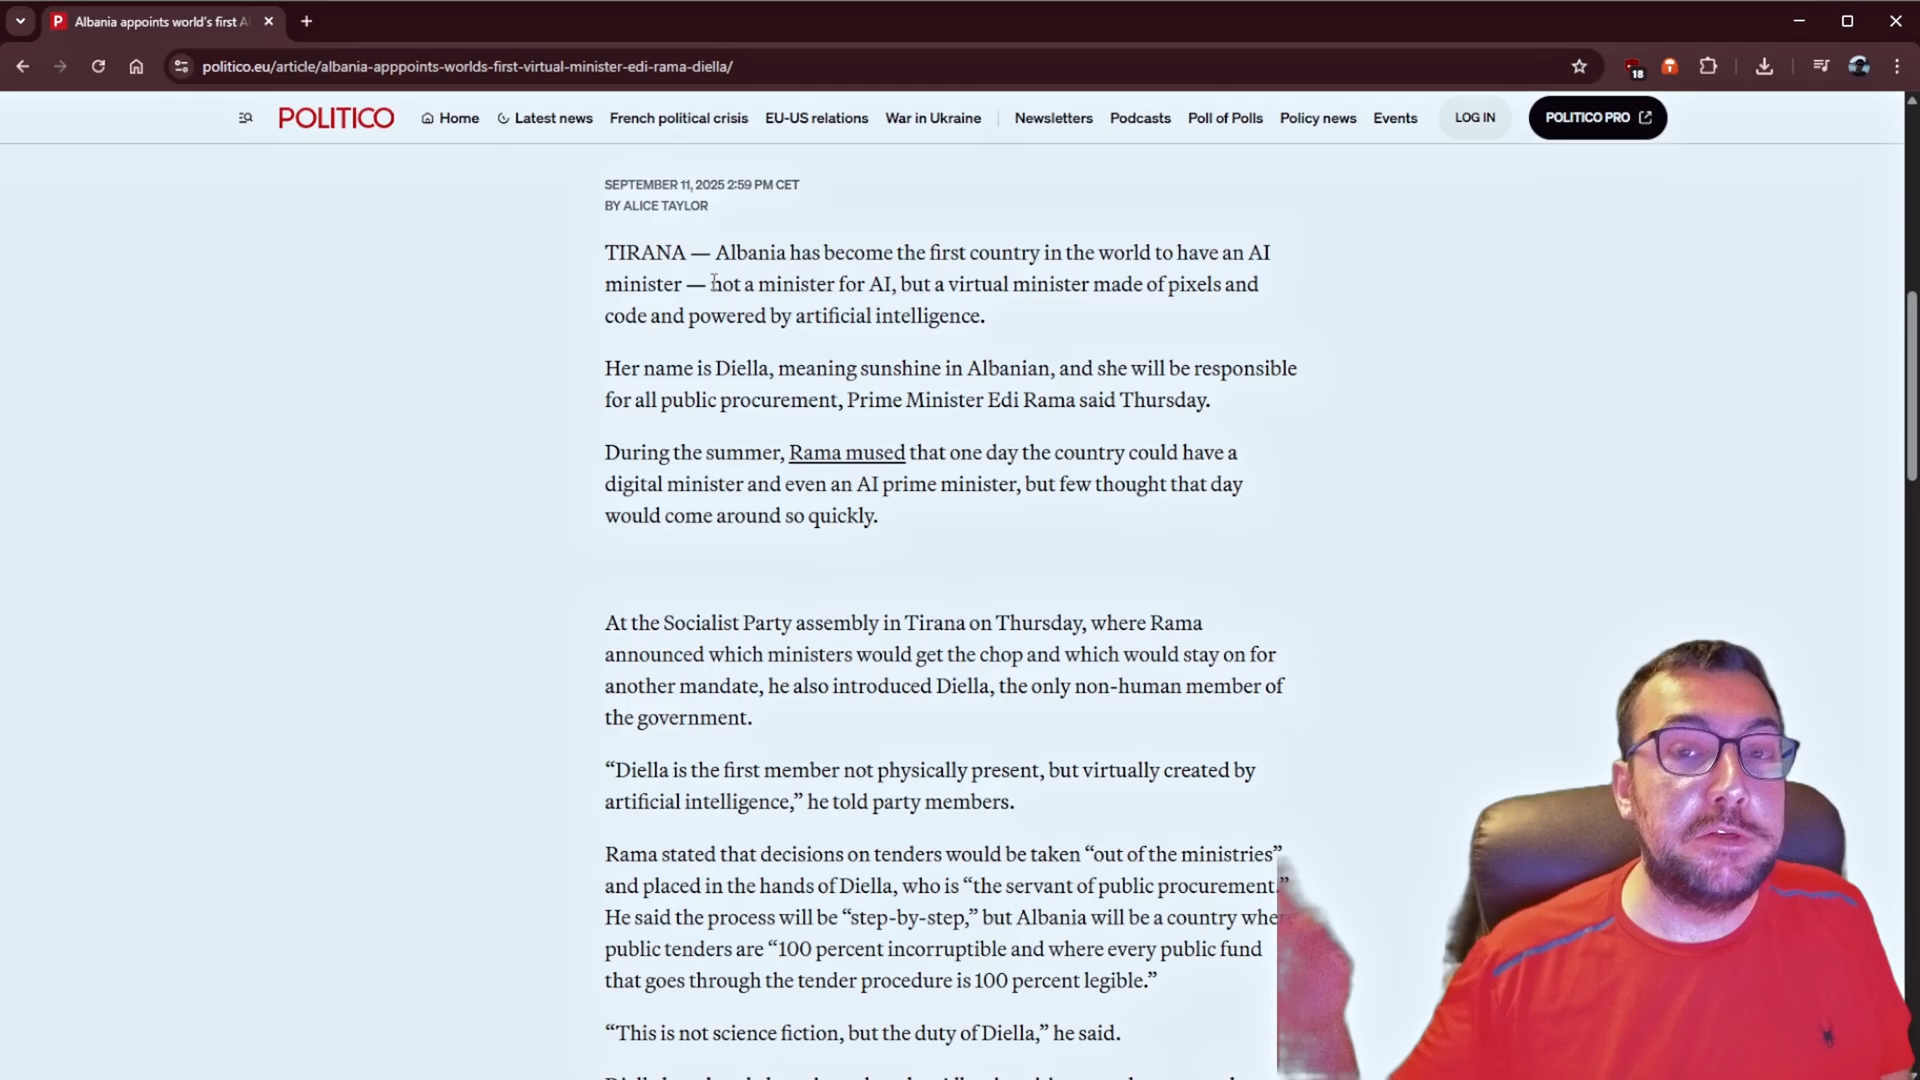 P Albania appoints world's first A
politico.eu/article/albania-apppoints-worlds-first-virtual-minister-edi-rama-diella/
18
POLITICO Home Latest news French political crisis EU-US relations War in Ukraine Newsletters Podcasts Poll of Polls Policy news Events LOG IN POLITICO PRO
SEPTEMBER 11, 2025 2:59 PM CET
BY ALICE TAYLOR
TIRANA — Albania has become the first country in the world to have an AI
minister — not a minister for AI, but a virtual minister made of pixels and
code and powered by artificial intelligence.
Her name is Diella, meaning sunshine in Albanian, and she will be responsible
for all public procurement, Prime Minister Edi Rama said Thursday.
During the summer, Rama mused that one day the country could have a
digital minister and even an AI prime minister, but few thought that day
would come around so quickly.
At the Socialist Party assembly in Tirana on Thursday, where Rama
announced which ministers would get the chop and which would stay on for
another mandate, he also introduced Diella, the only non-human member of
the government.
“Diella is the first member not physically present, but virtually created by
artificial intelligence,” he told party members.
Rama stated that decisions on tenders would be taken “out of the ministries”
and placed in the hands of Diella, who is “the servant of public procurement.”
He said the process will be “step-by-step,” but Albania will be a country where
public tenders are “100 percent incorruptible and where every public fund
that goes through the tender procedure is 100 percent legible.”
“This is not science fiction, but the duty of Diella,” he said.